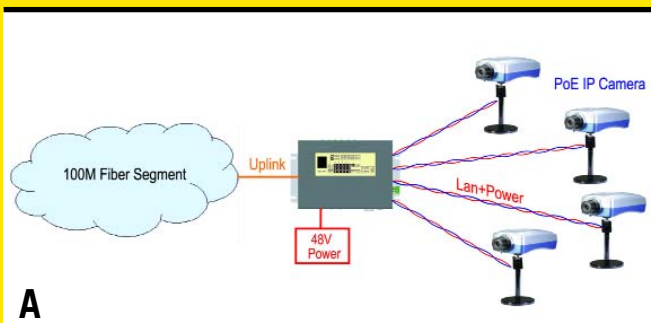 PoE IP Camera
100M Fiber Segment
Uplink
Lan+Power
48V
Power
A